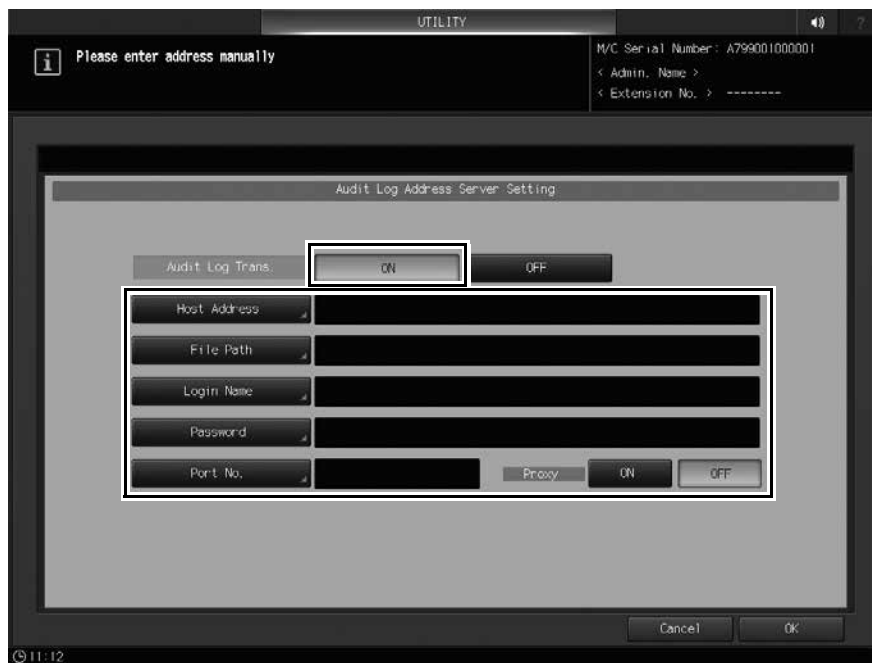 UTILITY
?
i
Please enter address manually
M/C Serial Number: A799001000001
< Admin. Name >
< Extension No. > --------
Audit Log Address Server Setting
Audit Log Trans. ON OFF
Host Address
File Path
Login Name
Password
Port No. Proxy ON OFF
Cancel OK
11:12